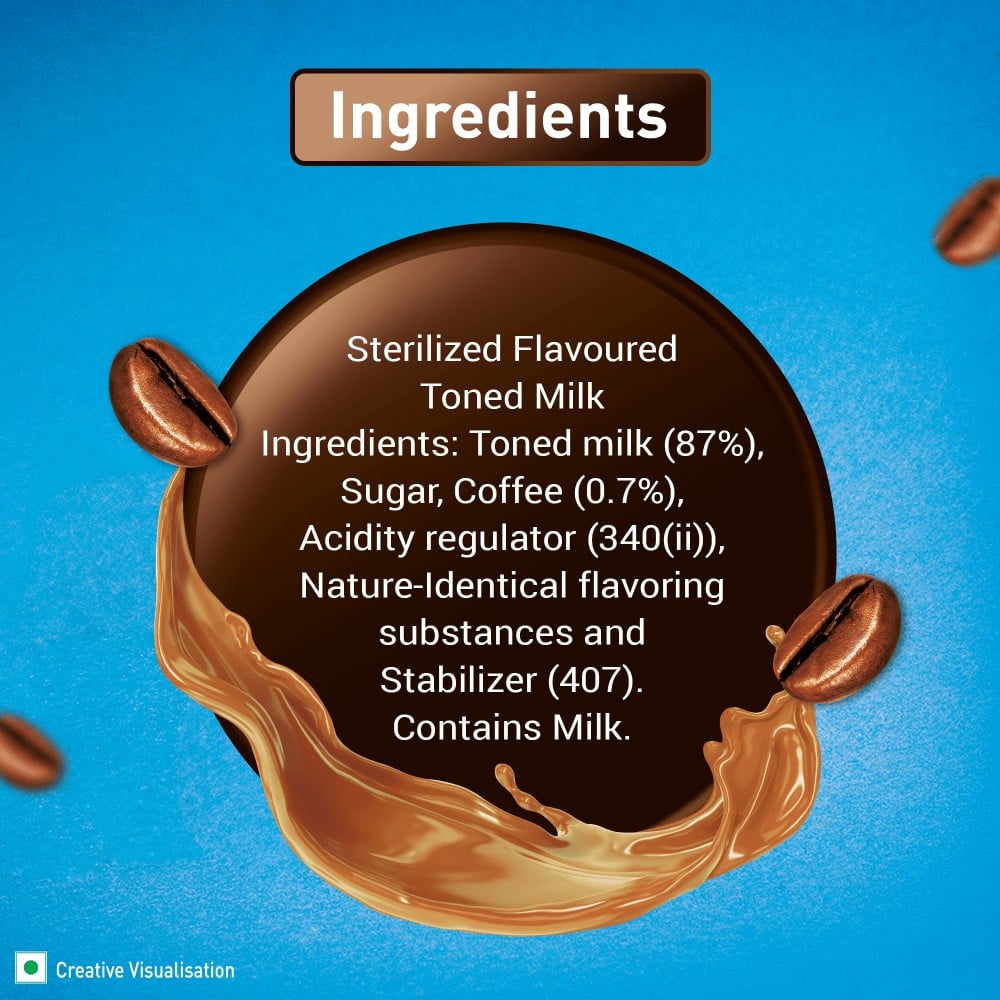 Ingredients
Sterilized Flavoured
Toned Milk
Ingredients: Toned milk (87%),
Sugar, Coffee (0.7%),
Acidity regulator (340(ii)),
Nature-Identical flavoring
substances and
Stabilizer (407).
Contains Milk.
Creative Visualisation